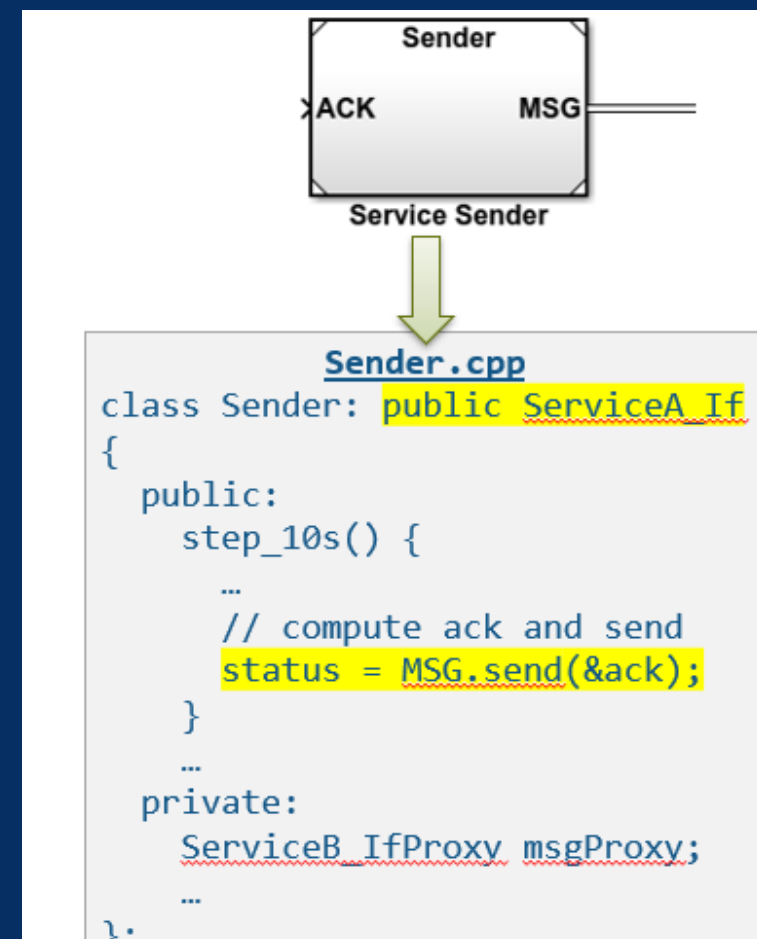 Sender
ACK MSG
Service Sender
Sender.cpp
class Sender: public ServiceA_If
{
public:
step_10s() {
…
// compute ack and send
status = MSG.send(&ack);
}
…
private:
ServiceB_IfProxy msgProxy;
…
};